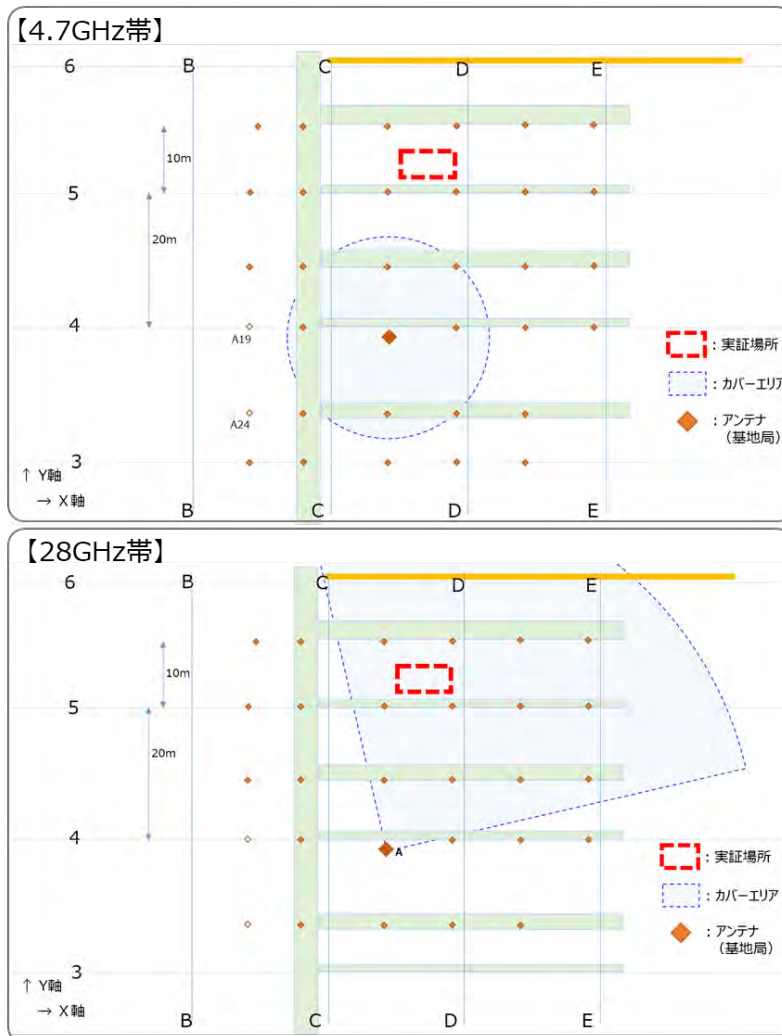 【4.7GHz帯】
6
B
C
D
E
10m
5
20m
4
A19
：実証場所
：カバーエリア
A24
：アンテナ
（基地局）
3
↑ Y軸
→ X軸
B
C
D
E
【28GHz帯】
6
B
C
D
E
10m
5
20m
4
A
：実証場所
：カバーエリア
：アンテナ
（基地局）
3
↑ Y軸
→ X軸
B
C
D
E